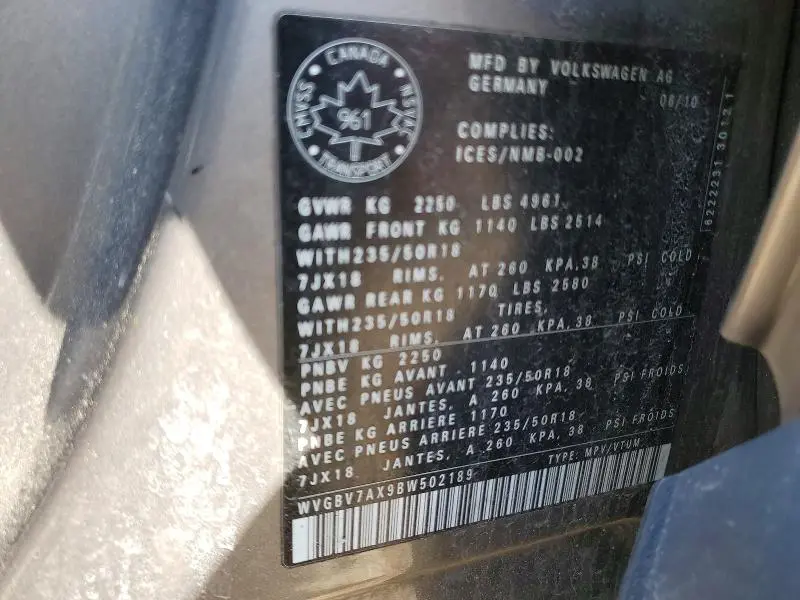 CANADA
CMVSS
NSVAC
961
TRANSPORT
MFD BY VOLKSWAGEN AG
GERMANY
06/10
COMPLIES:
ICES/NMB-002
6222231 30121
GVWR KG 2250 LBS 4961
GAWR FRONT KG 1140 LBS 2514
WITH235/50R18
7JX18 RIMS, AT 260 KPA,38 PSI COLD
GAWR REAR KG 1170 LBS 2580
WITH235/50R18 TIRES,
7JX18 RIMS, AT 260 KPA,38 PSI COLD
PNBV KG 2250
PNBE KG AVANT 1140
AVEC PNEUS AVANT 235/50R18
7JX18 JANTES, A 260 KPA, 38 PSI FROIDS
PNBE KG ARRIERE 1170
AVEC PNEUS ARRIERE 235/50R18
7JX18 JANTES, A 260 KPA, 38 PSI FROIDS
WVGBV7AX9BW502189 TYPE: MPV/VTUM